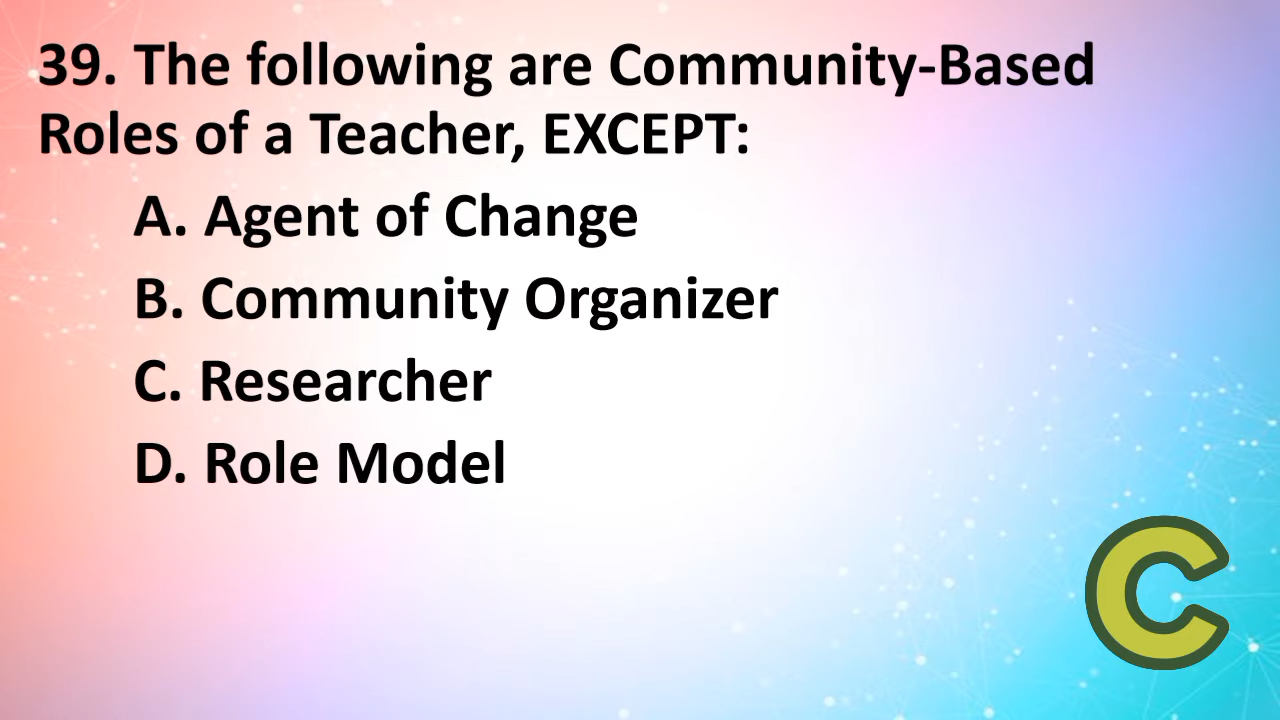 39. The following are Community-Based
Roles of a Teacher, EXCEPT:
A. Agent of Change
B. Community Organizer
C. Researcher
D. Role Model
C